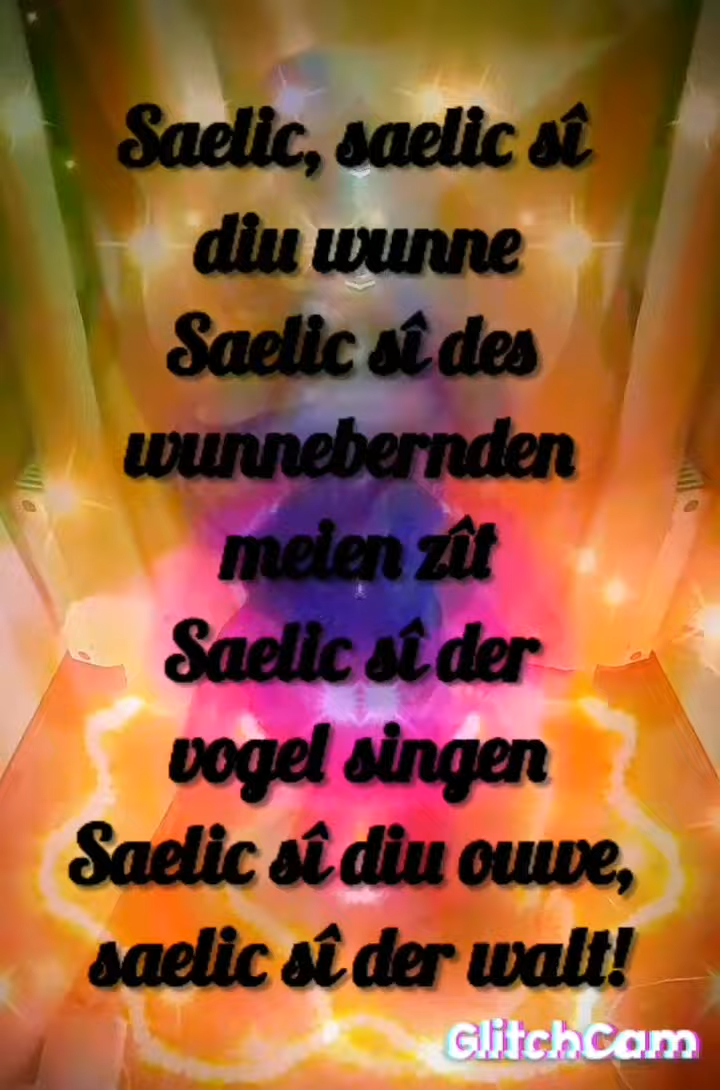 Saelic, saelic sî
diu wunne
Saelic sî des
wunnebernden
meien zît
Saelic sî der
vogel singen
Saelic sî diu ouwe,
saelic sî der walt!
GlitchCam